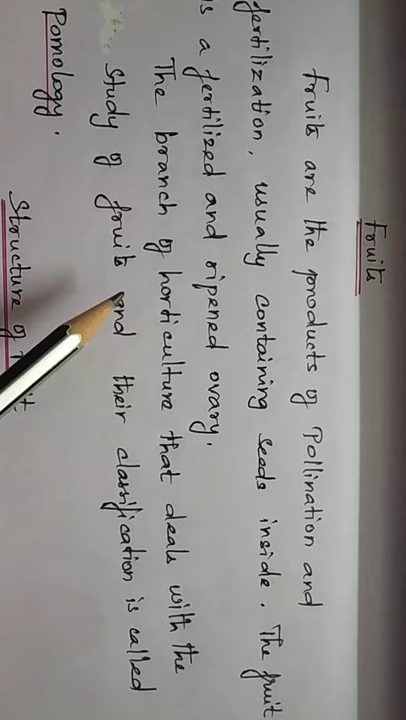 Fruits
Fruits are the products of Pollination and
fertilization, usually containing seeds inside. The fruit
is a fertilized and ripened ovary.
The branch of horticulture that deals with the
study of fruits and their classification is called
Pomology.
Structure of